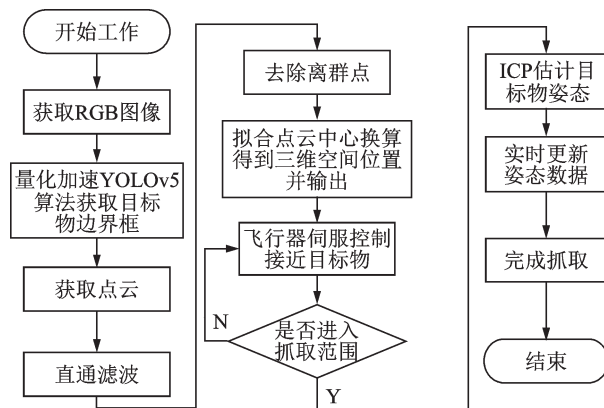 开始工作
获取RGB图像
量化加速YOLOv5
算法获取目标
物边界框
获取点云
直通滤波
去除离群点
拟合点云中心换算
得到三维空间位置
并输出
飞行器伺服控制
接近目标物
N
是否进入
抓取范围
Y
ICP估计目
标物姿态
实时更新
姿态数据
完成抓取
结束